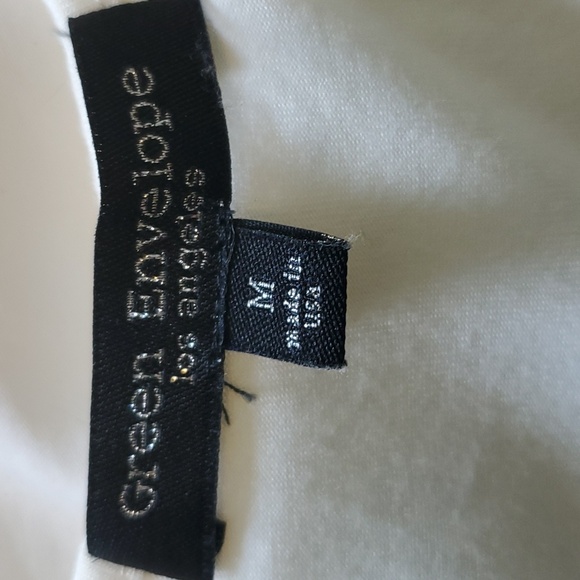 Green Envelope
los angeles
M
made in
usa